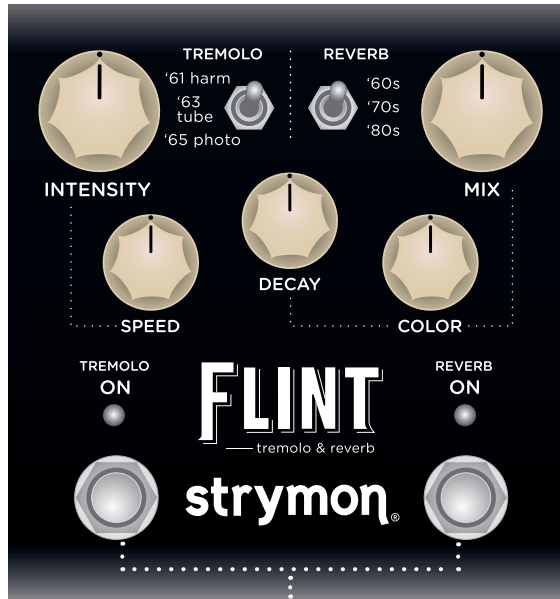 TREMOLO
REVERB
‘61 harm
‘63
tube
‘65 photo
‘60s
‘70s
‘80s
INTENSITY
MIX
DECAY
SPEED
COLOR
TREMOLO
ON
REVERB
ON
FLINT
tremolo & reverb
strymon®